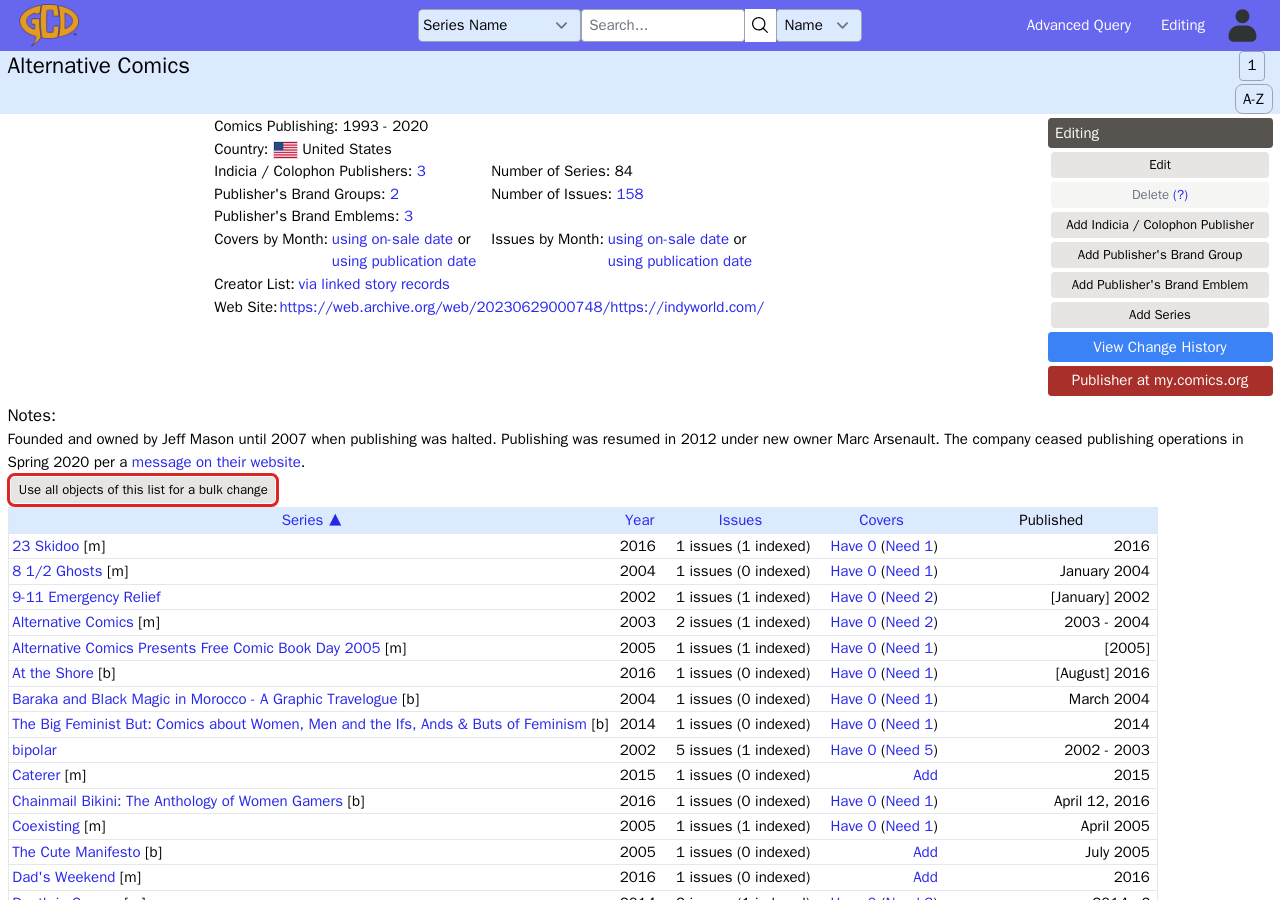 GCD
Series Name
Search...
Name
Advanced Query
Editing
Alternative Comics
1
A-Z
Comics Publishing: 1993 - 2020
Country: United States
Indicia / Colophon Publishers: 3
Number of Series: 84
Publisher's Brand Groups: 2
Number of Issues: 158
Publisher's Brand Emblems: 3
Covers by Month: using on-sale date or
using publication date
Issues by Month: using on-sale date or
using publication date
Creator List: via linked story records
Web Site: https://web.archive.org/web/20230629000748/https://indyworld.com/
Editing
Edit
Delete (?)
Add Indicia / Colophon Publisher
Add Publisher's Brand Group
Add Publisher's Brand Emblem
Add Series
View Change History
Publisher at my.comics.org
Notes:
Founded and owned by Jeff Mason until 2007 when publishing was halted. Publishing was resumed in 2012 under new owner Marc Arsenault. The company ceased publishing operations in
Spring 2020 per a message on their website.
Use all objects of this list for a bulk change
Series ▲ Year Issues Covers Published
23 Skidoo [m] 2016 1 issues (1 indexed) Have 0 (Need 1) 2016
8 1/2 Ghosts [m] 2004 1 issues (0 indexed) Have 0 (Need 1) January 2004
9-11 Emergency Relief 2002 1 issues (1 indexed) Have 0 (Need 2) [January] 2002
Alternative Comics [m] 2003 2 issues (1 indexed) Have 0 (Need 2) 2003 - 2004
Alternative Comics Presents Free Comic Book Day 2005 [m] 2005 1 issues (1 indexed) Have 0 (Need 1) [2005]
At the Shore [b] 2016 1 issues (0 indexed) Have 0 (Need 1) [August] 2016
Baraka and Black Magic in Morocco - A Graphic Travelogue [b] 2004 1 issues (0 indexed) Have 0 (Need 1) March 2004
The Big Feminist But: Comics about Women, Men and the Ifs, Ands & Buts of Feminism [b] 2014 1 issues (0 indexed) Have 0 (Need 1) 2014
bipolar 2002 5 issues (1 indexed) Have 0 (Need 5) 2002 - 2003
Caterer [m] 2015 1 issues (0 indexed) Add 2015
Chainmail Bikini: The Anthology of Women Gamers [b] 2016 1 issues (0 indexed) Have 0 (Need 1) April 12, 2016
Coexisting [m] 2005 1 issues (1 indexed) Have 0 (Need 1) April 2005
The Cute Manifesto [b] 2005 1 issues (0 indexed) Add July 2005
Dad's Weekend [m] 2016 1 issues (0 indexed) Add 2016